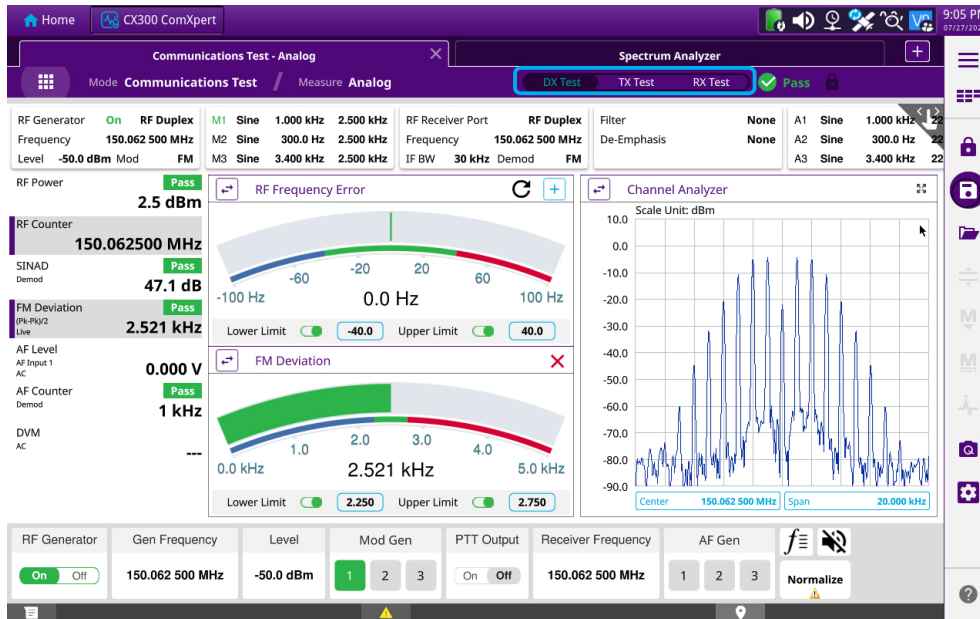 Home
CX300 ComXpert
9:05 PM
Communications Test - Analog
Spectrum Analyzer
Mode Communications Test / Measure Analog
DX Test TX Test RX Test
Pass
RF Generator On RF Duplex
Frequency 150.062 500 MHz
Level -50.0 dBm Mod FM
M1 Sine 1.000 kHz 2.500 kHz
M2 Sine 300.0 Hz 2.500 kHz
M3 Sine 3.400 kHz 2.500 kHz
RF Receiver Port RF Duplex
Frequency 150.062 500 MHz
IF BW 30 kHz Demod FM
Filter None
De-Emphasis None
A1 Sine 1.000 kHz 22
A2 Sine 300.0 Hz 22
A3 Sine 3.400 kHz 22
RF Power Pass
2.5 dBm
RF Counter
150.062500 MHz
SINAD Pass
Demod
47.1 dB
FM Deviation Pass
(Pk-Pk)/2
Live
2.521 kHz
AF Level
AF Input 1
AC
0.000 V
AF Counter Pass
Demod
1 kHz
DVM
AC
---
RF Frequency Error
-100 Hz -60 -20 20 60 100 Hz
0.0 Hz
Lower Limit -40.0 Upper Limit 40.0
FM Deviation
0.0 kHz 1.0 2.0 3.0 4.0 5.0 kHz
2.521 kHz
Lower Limit 2.250 Upper Limit 2.750
Channel Analyzer
Scale Unit: dBm
10.0
0.0
-10.0
-20.0
-30.0
-40.0
-50.0
-60.0
-70.0
-80.0
-90.0
Center 150.062 500 MHz Span 20.000 kHz
RF Generator
On Off
Gen Frequency
150.062 500 MHz
Level
-50.0 dBm
Mod Gen
1 2 3
PTT Output
On Off
Receiver Frequency
150.062 500 MHz
AF Gen
1 2 3
Normalize